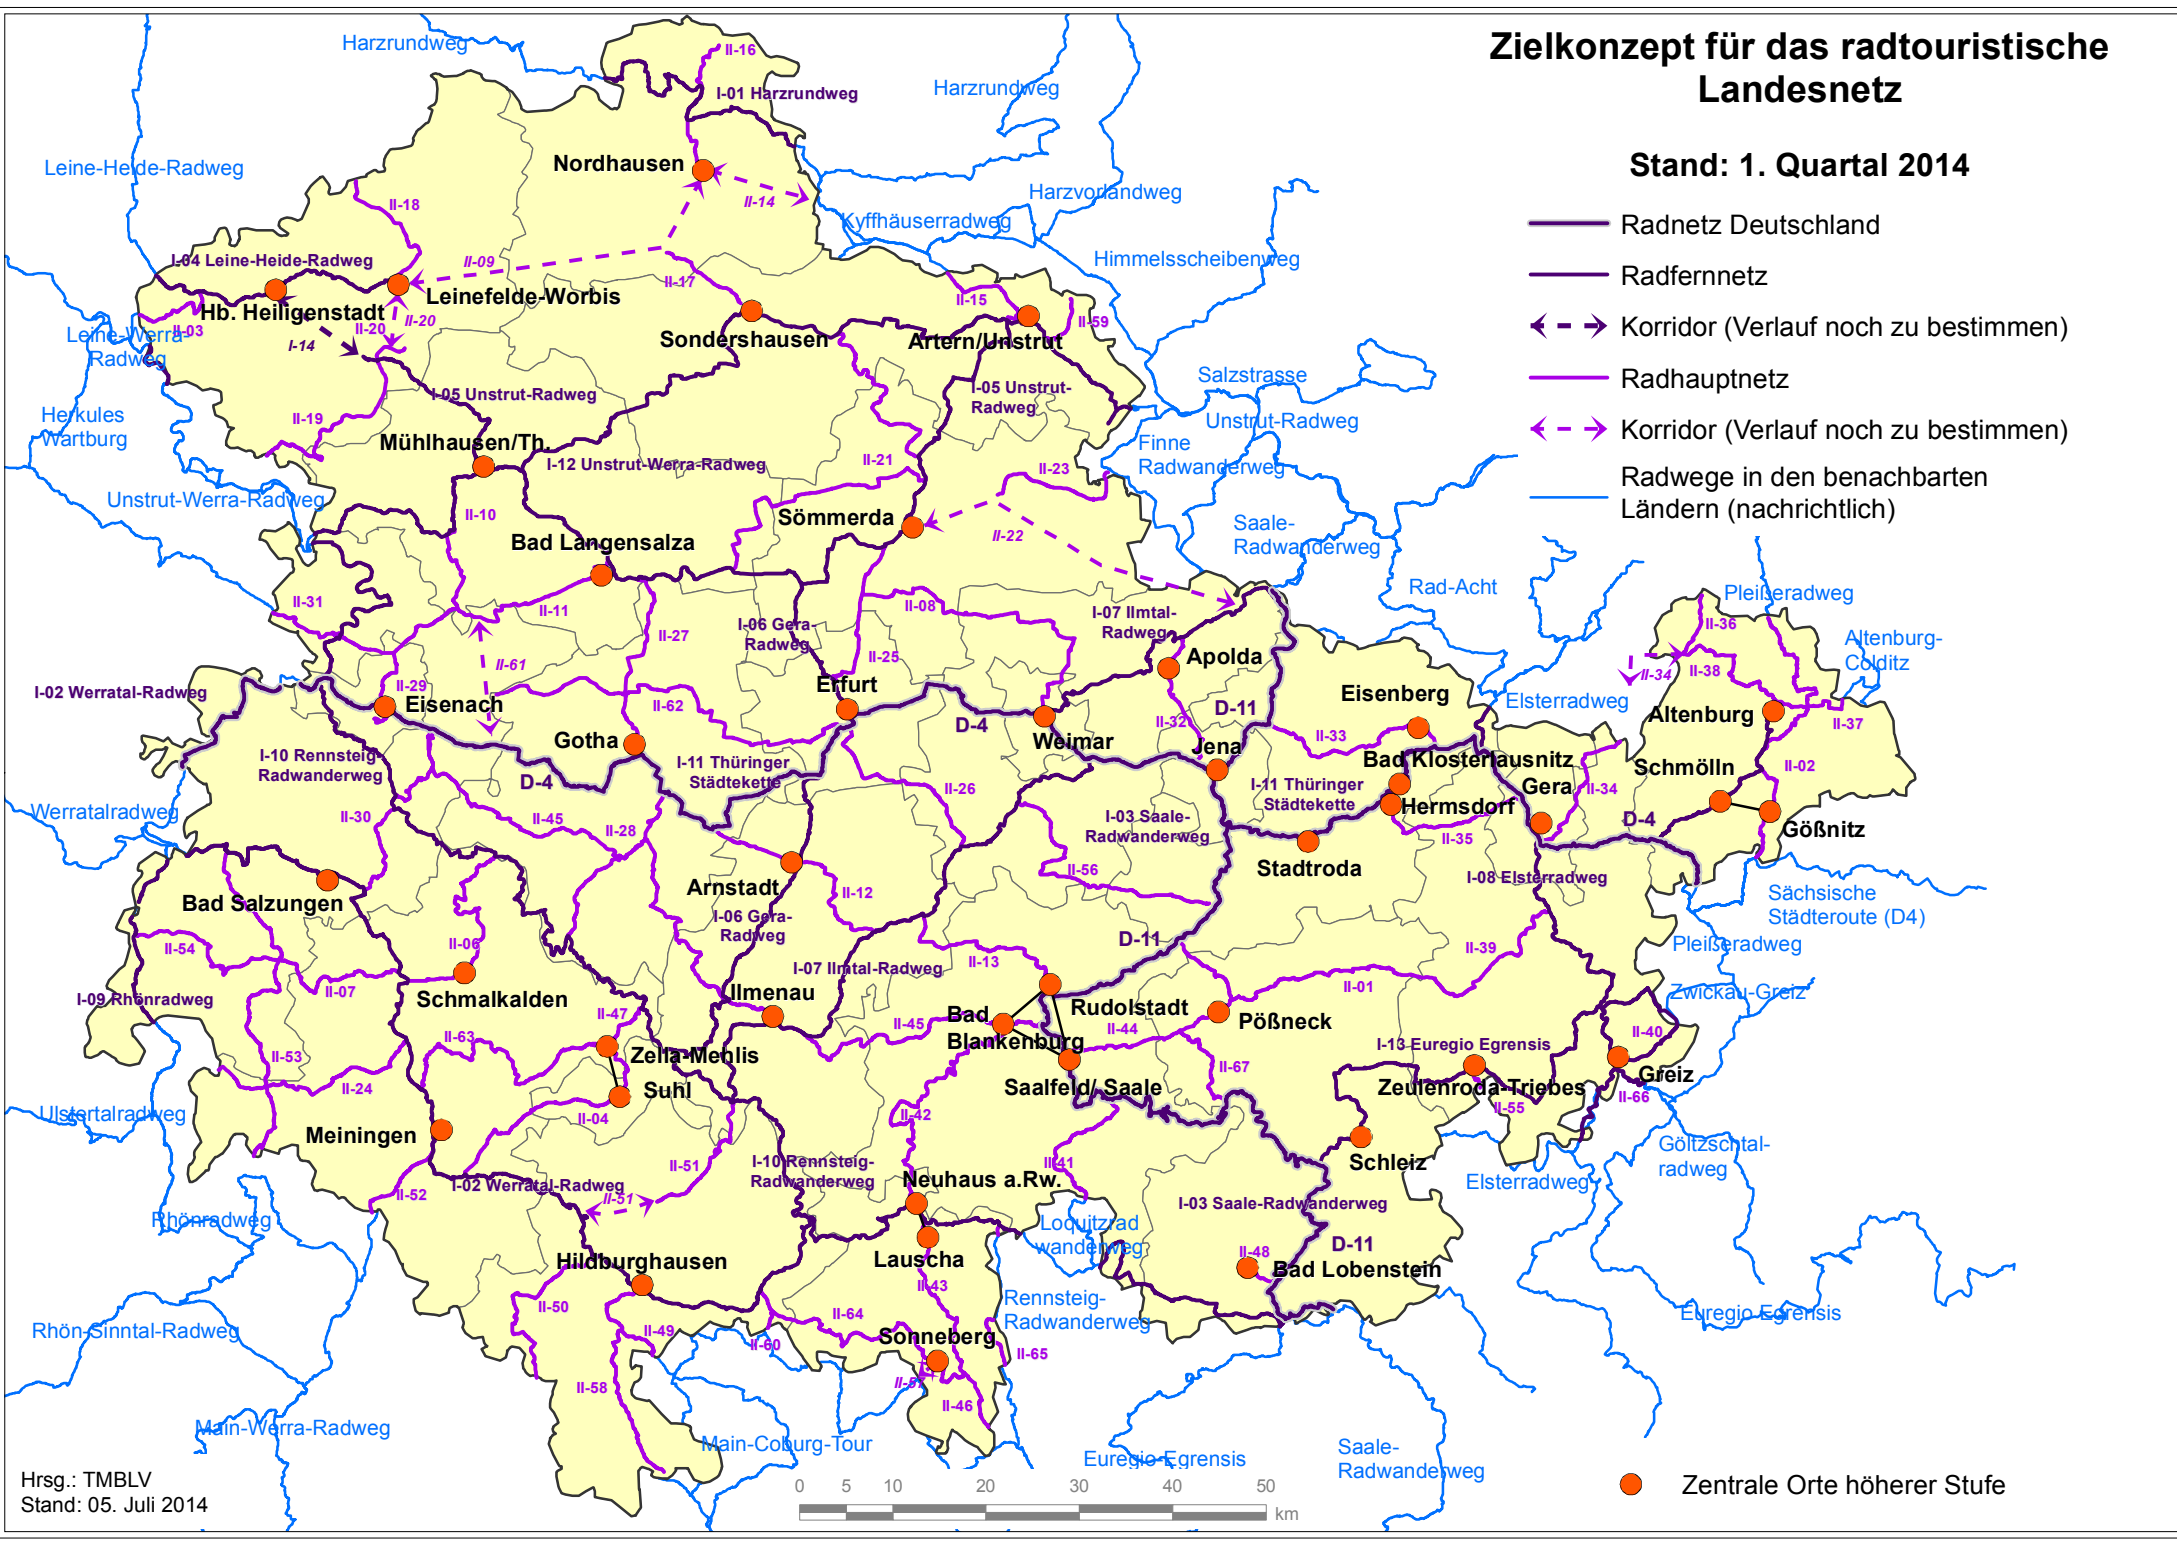 Zielkonzept für das radtouristische
Landesnetz
Stand: 1. Quartal 2014
Radnetz Deutschland
Radfernnetz
Korridor (Verlauf noch zu bestimmen)
Radhauptnetz
Korridor (Verlauf noch zu bestimmen)
Radwege in den benachbarten
Ländern (nachrichtlich)
Harzrundweg
II-16
I-01 Harzrundweg
Harzrundweg
Leine-Heide-Radweg
Nordhausen
II-14
Harzvorlandweg
II-18
Kyffhäuserradweg
I-04 Leine-Heide-Radweg
II-09
Himmelsscheibenweg
II-17
Leinefelde-Worbis
II-15
Hb. Heiligenstadt
II-20
II-20
II-03
II-59
Leine-Werra-
Radweg
I-14
Sondershausen
Artern/Unstrut
Salzstrasse
I-05 Unstrut-Radweg
I-05 Unstrut-
Radweg
Herkules
Wartburg
II-19
Unstrut-Radweg
Mühlhausen/Th.
Finne
Radwanderweg
I-12 Unstrut-Werra-Radweg
II-21
II-23
Unstrut-Werra-Radweg
II-10
Sömmerda
Saale-
Radwanderweg
II-22
Bad Langensalza
Rad-Acht
Pleißeradweg
II-31
II-11
II-08
I-07 Ilmtal-
Radweg
II-36
I-06 Gera-
Radweg
II-27
Altenburg-
Colditz
II-61
II-25
Apolda
II-34
II-38
I-02 Werratal-Radweg
II-29
Erfurt
Eisenberg
Elsterradweg
Eisenach
II-62
D-4
II-32
D-11
Altenburg
II-37
Gotha
Weimar
Jena
II-33
I-10 Rennsteig-
Radwanderweg
I-11 Thüringer
Städtekette
Bad Klosterlausnitz
Schmölln
II-02
D-4
II-26
I-11 Thüringer
Städtekette
Gera
II-34
Hermsdorf
Werratalradweg
II-30
II-45
II-28
I-03 Saale-
Radwanderweg
D-4
Gößnitz
II-35
Stadtroda
II-56
I-08 Elsterradweg
Arnstadt
II-12
Bad Salzungen
Sächsische
Städteroute (D4)
I-06 Gera-
Radweg
II-54
II-06
D-11
II-39
Pleißeradweg
II-13
I-07 Ilmtal-Radweg
II-07
II-01
Zwickau-Greiz
I-09 Rhönradweg
Schmalkalden
Ilmenau
Rudolstadt
Bad
Blankenburg
II-47
II-45
II-44
Pößneck
II-40
II-63
II-53
Zella-Mehlis
I-13 Euregio Egrensis
II-67
Greiz
II-24
Suhl
Saalfeld/ Saale
Zeulenroda-Triebes
II-66
II-55
Ulstertalradweg
II-04
II-42
Meiningen
Göltzschtal-
radweg
II-51
I-10 Rennsteig-
Radwanderweg
II-41
Schleiz
II-52
I-02 Werratal-Radweg
II-51
Neuhaus a.Rw.
Elsterradweg
I-03 Saale-Radwanderweg
Rhönradweg
Loquitzrad
wanderweg
Hildburghausen
Lauscha
II-48
D-11
Bad Lobenstein
II-43
II-50
II-64
Rennsteig-
Radwanderweg
Euregio Egrensis
Rhön-Sinntal-Radweg
II-49
II-60
Sonneberg
II-65
II-58
II-57
II-46
Main-Werra-Radweg
Main-Coburg-Tour
Euregio-Egrensis
Saale-
Radwanderweg
Hrsg.: TMBLV
Stand: 05. Juli 2014
0 5 10 20 30 40 50
km
Zentrale Orte höherer Stufe